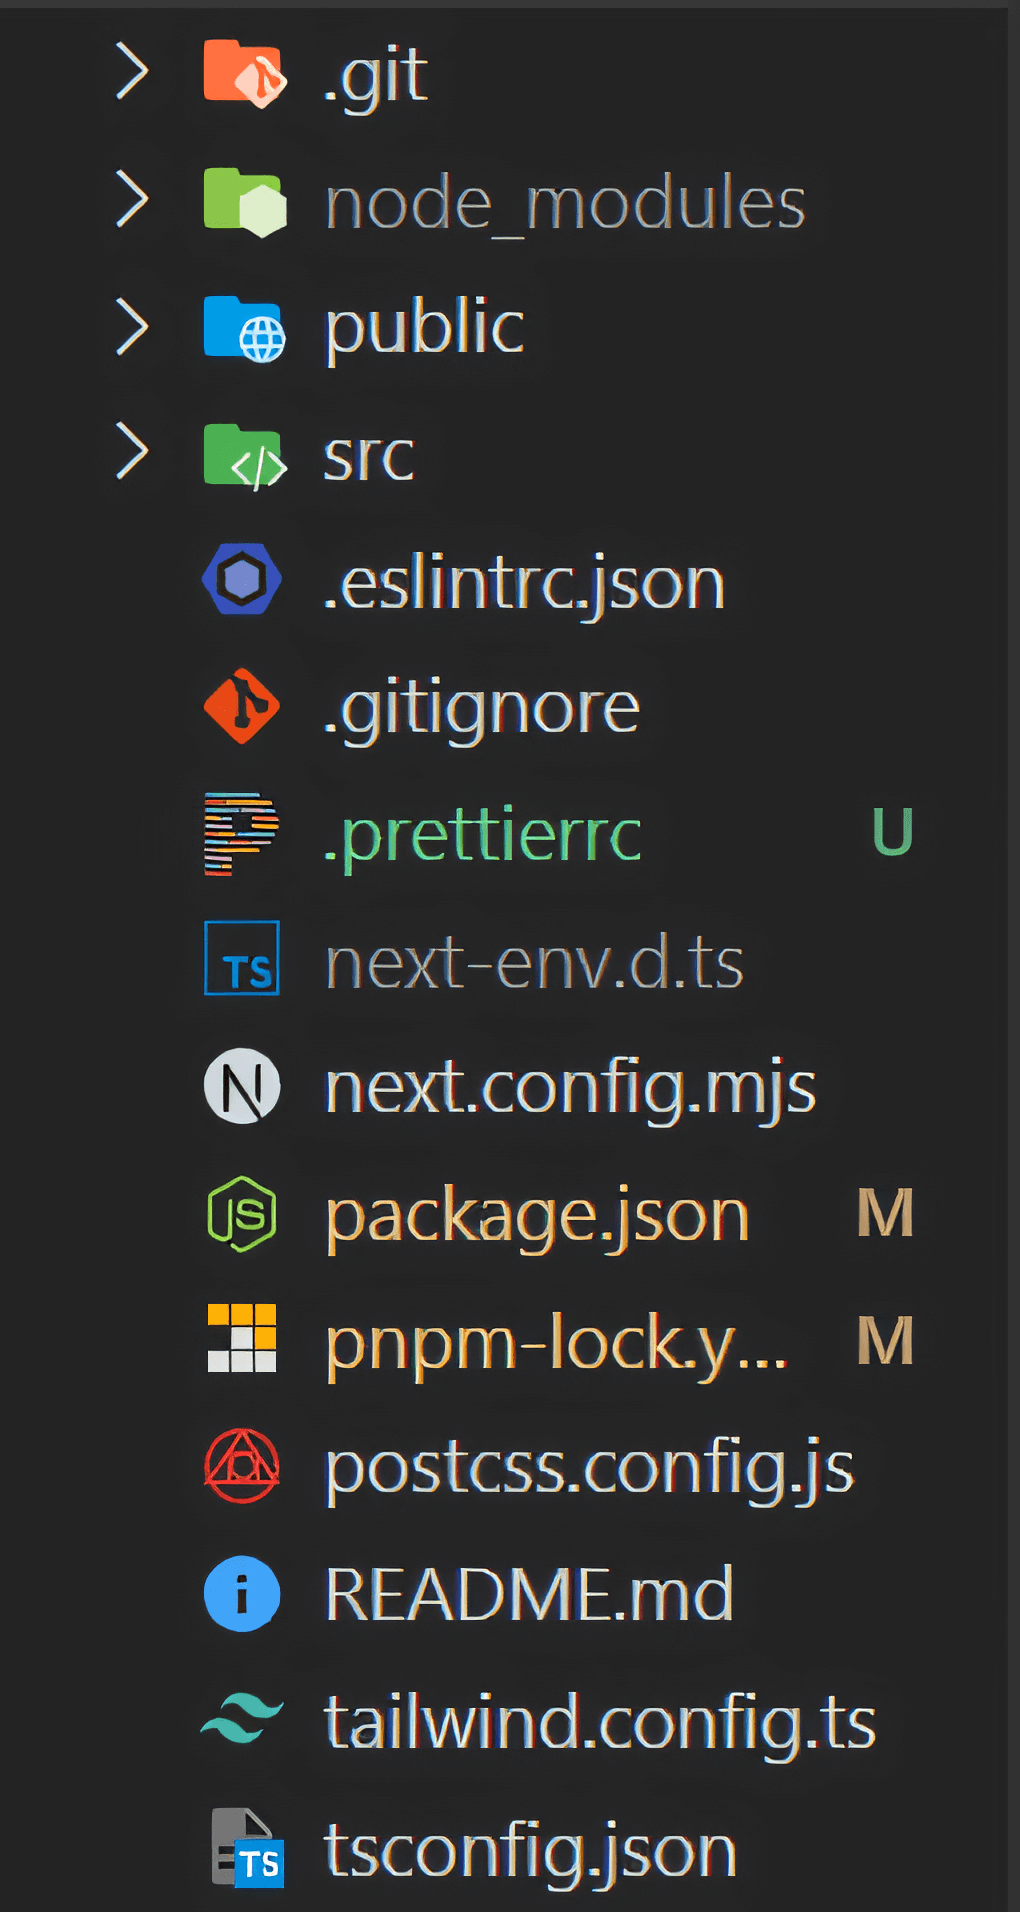 .git
node_modules
public
src
.eslintrc.json
.gitignore
.prettierrc U
TS next-env.d.ts
N next.config.mjs
JS package.json M
pnpm-lock.y... M
postcss.config.js
i README.md
tailwind.config.ts
TS tsconfig.json